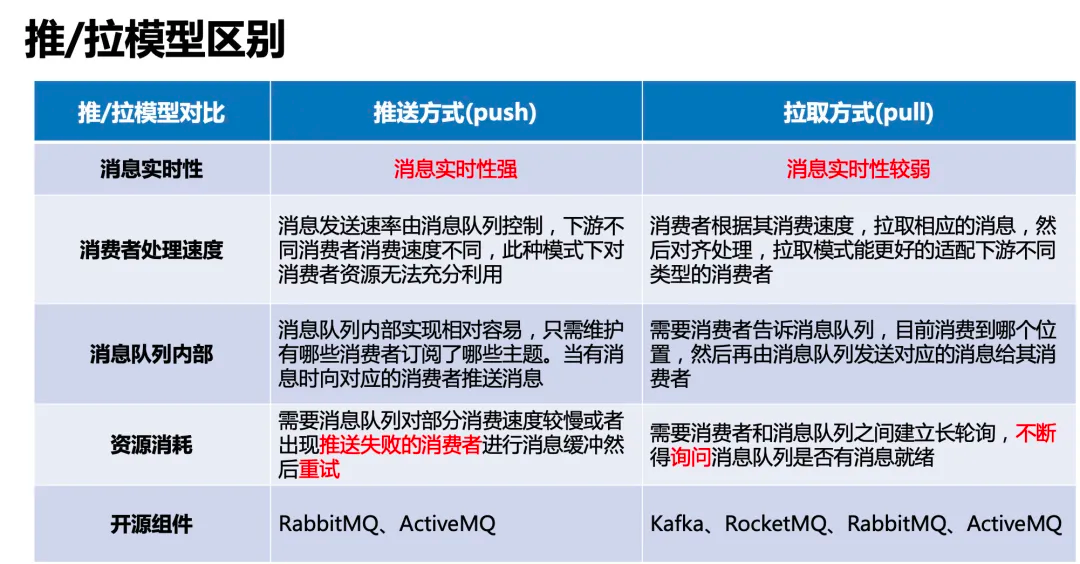 推/拉模型区别
推/拉模型对比
推送方式(push)
拉取方式(pull)
消息实时性
消息实时性强
消息实时性较弱
消费者处理速度
消息发送速率由消息队列控制，下游不
同消费者消费速度不同，此种模式下对
消费者资源无法充分利用
消费者根据其消费速度，拉取相应的消息，然
后对齐处理，拉取模式能更好的适配下游不同
类型的消费者
消息队列内部
消息队列内部实现相对容易，只需维护
有哪些消费者订阅了哪些主题。当有消
息时向对应的消费者推送消息
需要消费者告诉消息队列，目前消费到哪个位
置，然后再由消息队列发送对应的消息给其消
费者
资源消耗
需要消息队列对部分消费速度较慢或者
出现推送失败的消费者进行消息缓冲然
后重试
需要消费者和消息队列之间建立长轮询，不断
得询问消息队列是否有消息就绪
开源组件
RabbitMQ、ActiveMQ
Kafka、RocketMQ、RabbitMQ、ActiveMQ